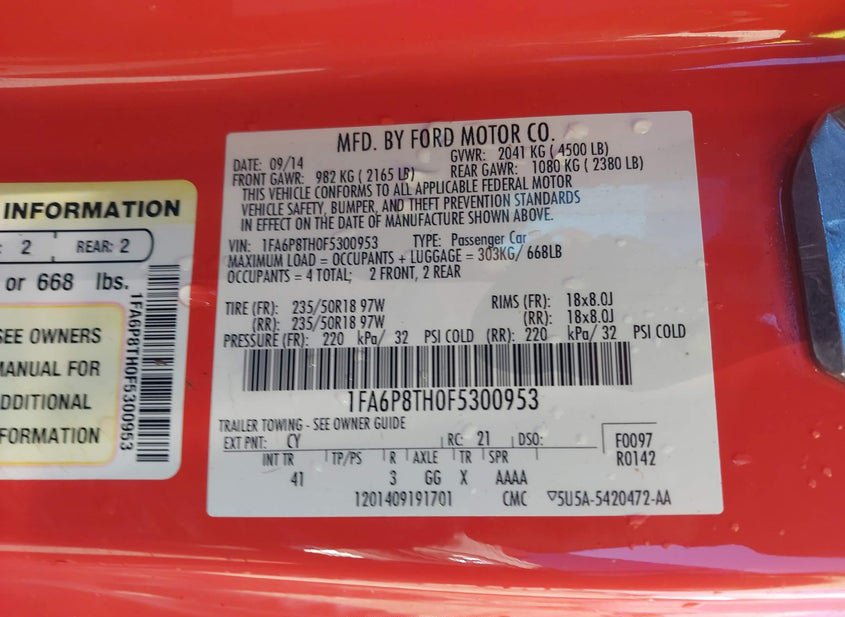 INFORMATION
: 2 REAR: 2
or 668 lbs.
SEE OWNERS
MANUAL FOR
ADDITIONAL
INFORMATION
1FA6P8TH0F5300953
MFD. BY FORD MOTOR CO.
DATE: 09/14 GVWR: 2041 KG ( 4500 LB)
FRONT GAWR: 982 KG ( 2165 LB) REAR GAWR: 1080 KG ( 2380 LB)
THIS VEHICLE CONFORMS TO ALL APPLICABLE FEDERAL MOTOR
VEHICLE SAFETY, BUMPER, AND THEFT PREVENTION STANDARDS
IN EFFECT ON THE DATE OF MANUFACTURE SHOWN ABOVE.
VIN: 1FA6P8TH0F5300953 TYPE: Passenger Car
MAXIMUM LOAD = OCCUPANTS + LUGGAGE = 303KG/ 668LB
OCCUPANTS = 4 TOTAL; 2 FRONT, 2 REAR
TIRE (FR): 235/50R18 97W RIMS (FR): 18x8.0J
(RR): 235/50R18 97W (RR): 18x8.0J
PRESSURE (FR): 220 kPa/ 32 PSI COLD (RR): 220 kPa/ 32 PSI COLD
1FA6P8TH0F5300953
TRAILER TOWING - SEE OWNER GUIDE
EXT PNT: CY RC: 21 DSO: F0097
R0142
INT TR TP/PS R AXLE TR SPR
41 3 GG X AAAA
1201409191701 CMC ▽5U5A-5420472-AA